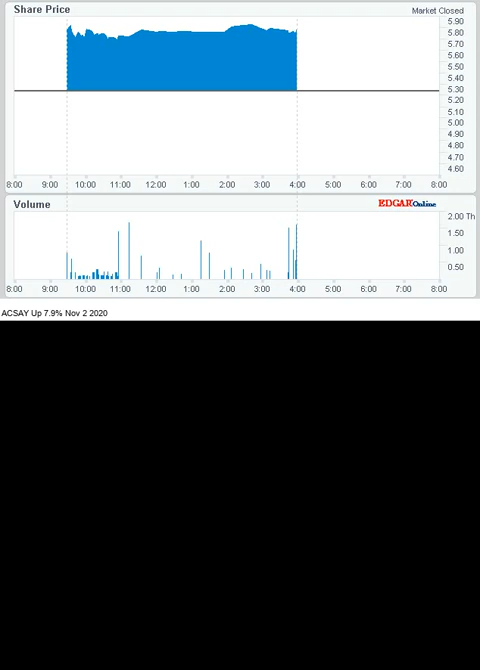 Share Price
Market Closed
5.90
5.80
5.70
5.60
5.50
5.40
5.30
5.20
5.10
5.00
4.90
4.80
4.70
4.60
8:00 9:00 10:00 11:00 12:00 1:00 2:00 3:00 4:00 5:00 6:00 7:00 8:00
Volume
EDGAR Online
2.00 Th
1.50
1.00
0.50
8:00 9:00 10:00 11:00 12:00 1:00 2:00 3:00 4:00 5:00 6:00 7:00 8:00
ACSAY Up 7.9% Nov 2 2020